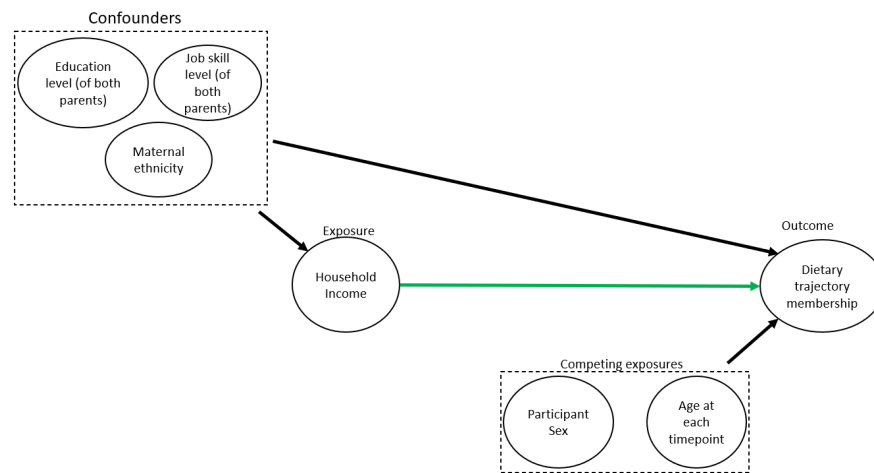 Confounders
Education
level (of both
parents)
Job skill
level (of
both
parents)
Maternal
ethnicity
Exposure
Household
Income
Outcome
Dietary
trajectory
membership
Competing exposures
Participant
Sex
Age at
each
timepoint